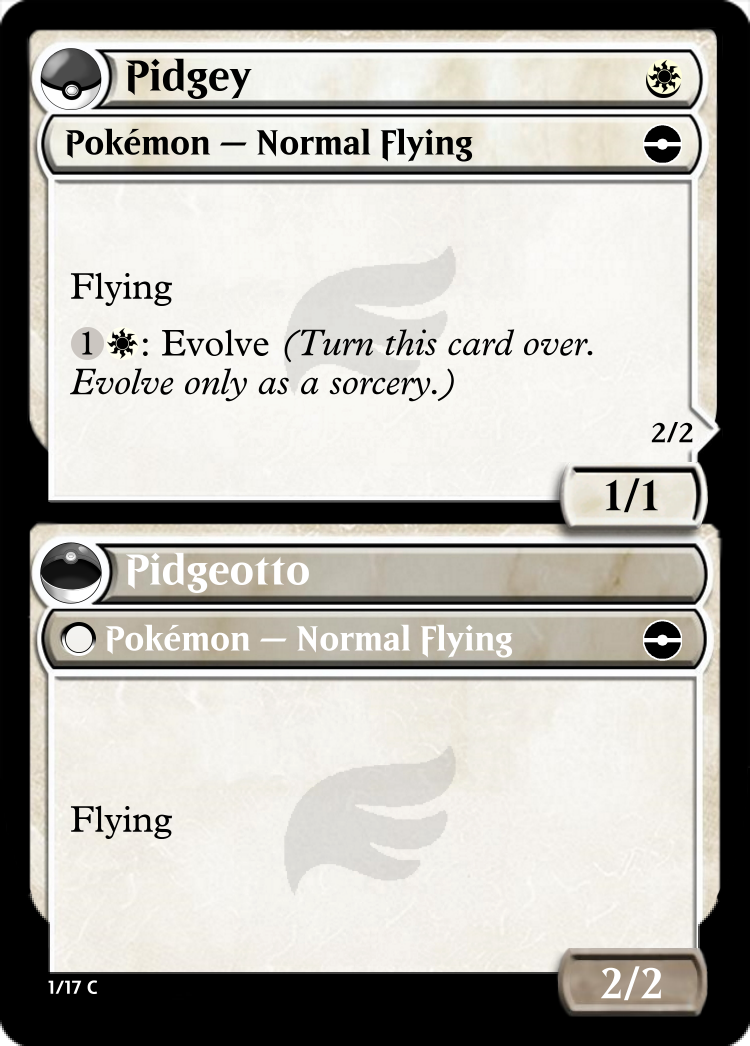 Pidgey
Pokémon — Normal Flying
Flying
1 : Evolve (Turn this card over.
Evolve only as a sorcery.)
2/2
1/1
Pidgeotto
Pokémon — Normal Flying
Flying
2/2
1/17 C